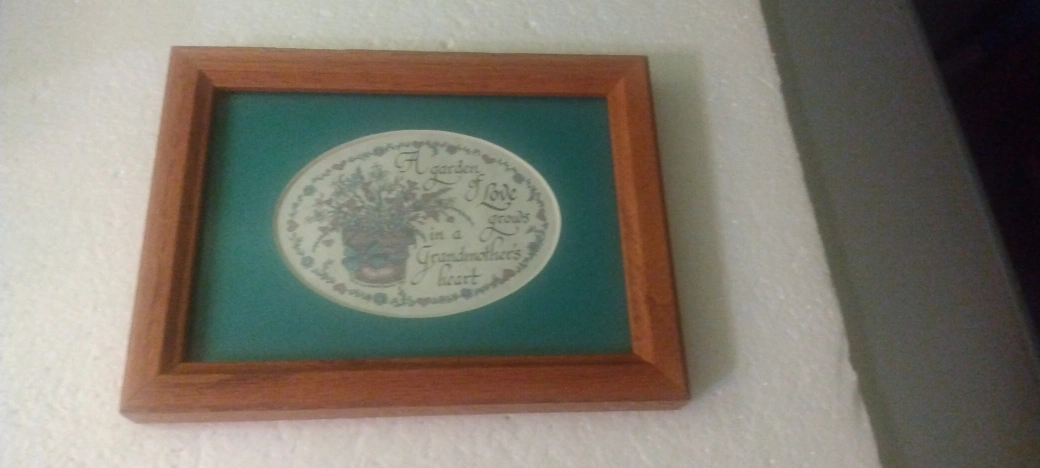 A garden
of Love
grows
in a
Grandmother's
heart